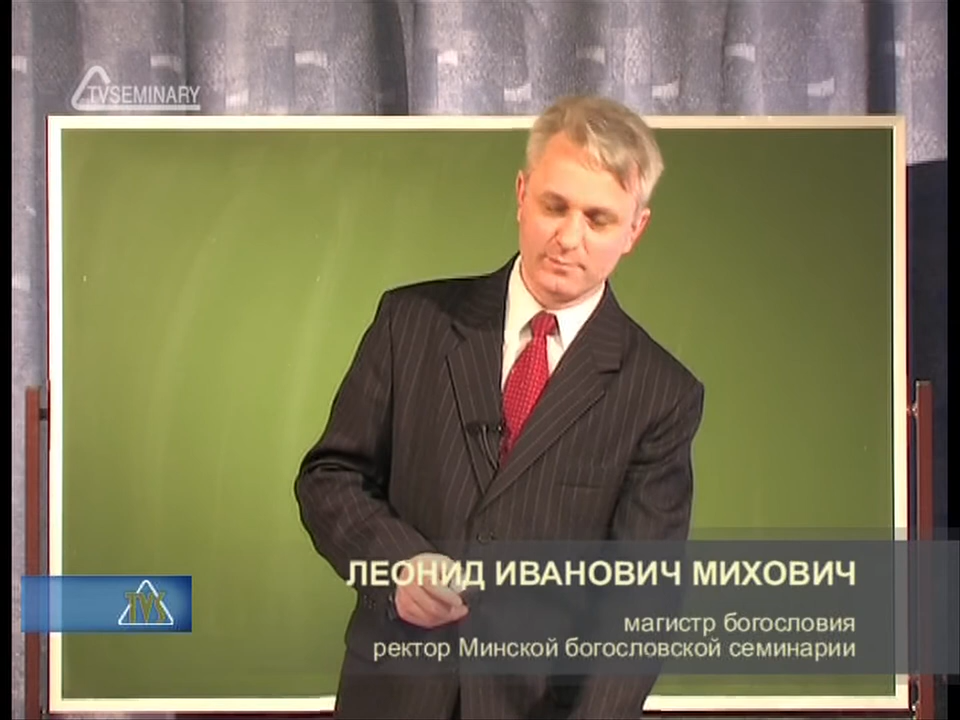 TVSEMINARY
ЛЕОНИД ИВАНОВИЧ МИХОВИЧ
TVS
магистр богословия
ректор Минской богословской семинарии